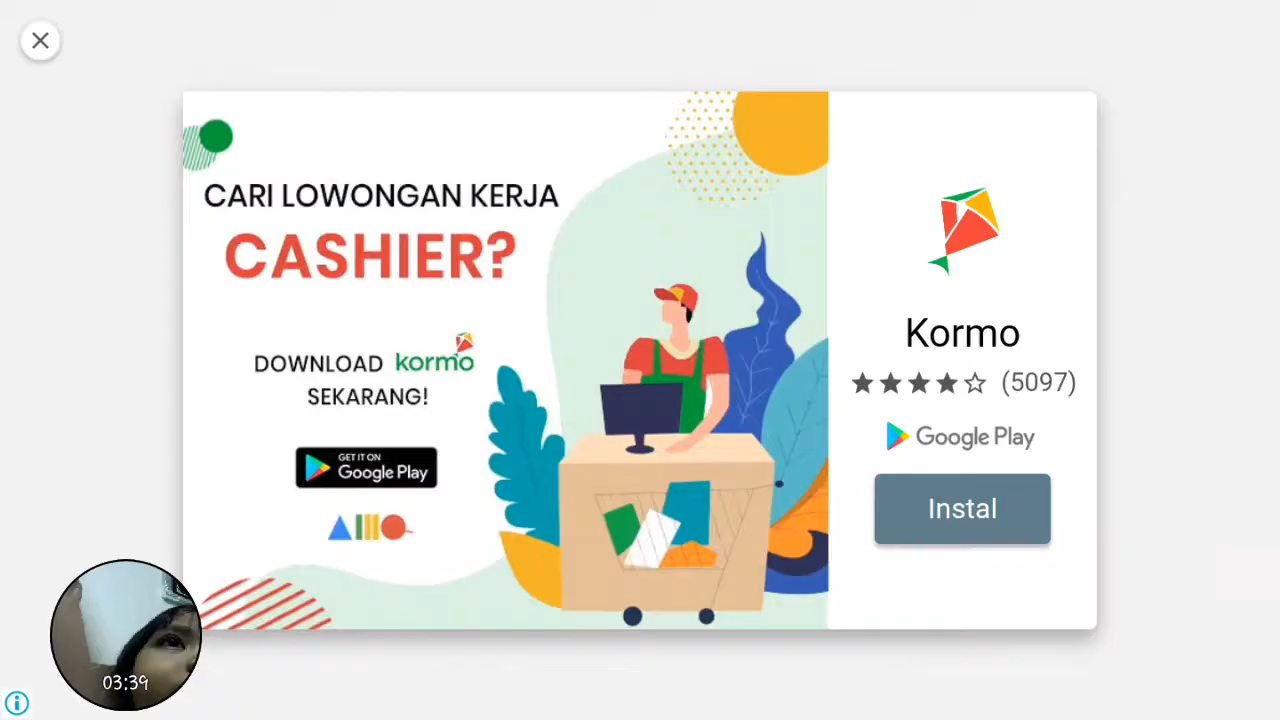 CARI LOWONGAN KERJA
CASHIER?
DOWNLOAD kormo
SEKARANG!
GET IT ON
Google Play
Kormo
(5097)
Google Play
Instal
03:39